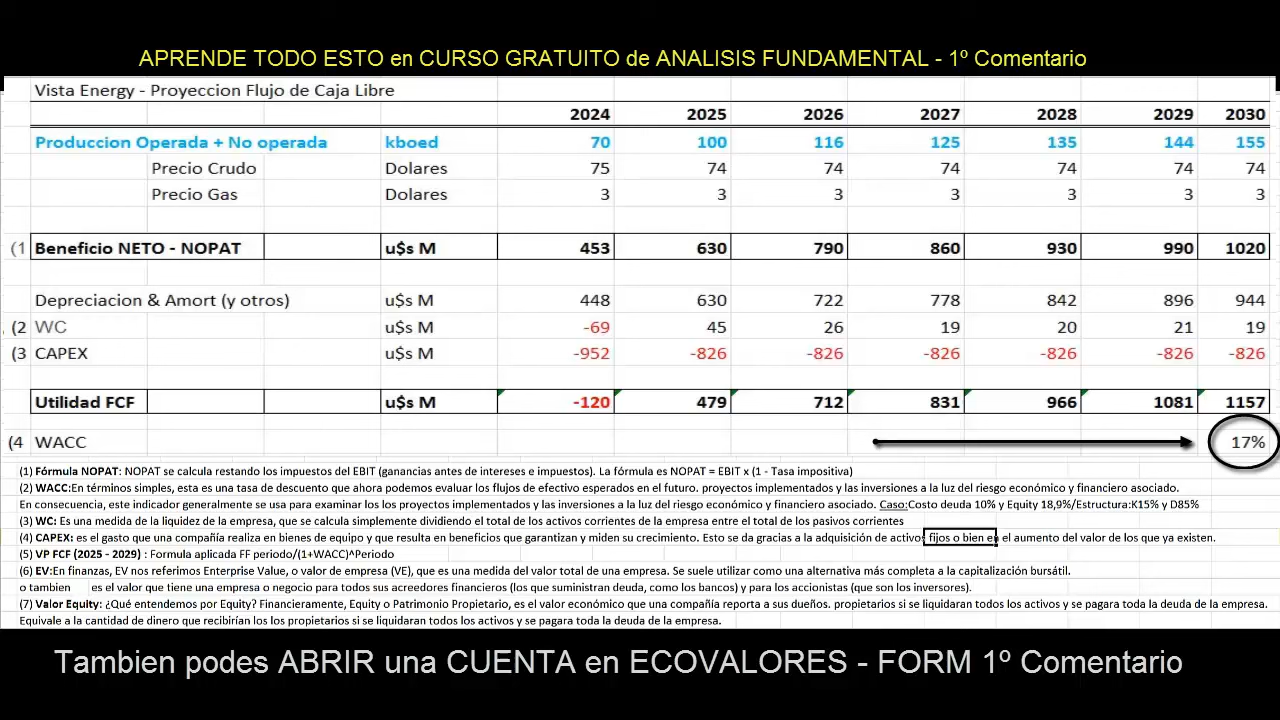 APRENDE TODO ESTO en CURSO GRATUITO de ANALISIS FUNDAMENTAL - 1º Comentario
Vista Energy - Proyeccion Flujo de Caja Libre
2024 2025 2026 2027 2028 2029 2030
Produccion Operada + No operada kboed 70 100 116 125 135 144 155
Precio Crudo Dolares 75 74 74 74 74 74 74
Precio Gas Dolares 3 3 3 3 3 3 3
(1 Beneficio NETO - NOPAT u$s M 453 630 790 860 930 990 1020
Depreciacion & Amort (y otros) u$s M 448 630 722 778 842 896 944
(2 WC u$s M -69 45 26 19 20 21 19
(3 CAPEX u$s M -952 -826 -826 -826 -826 -826 -826
Utilidad FCF u$s M -120 479 712 831 966 1081 1157
(4 WACC 17%
(1) Fórmula NOPAT: NOPAT se calcula restando los impuestos del EBIT (ganancias antes de intereses e impuestos). La fórmula es NOPAT = EBIT x (1 - Tasa impositiva)
(2) WACC:En términos simples, esta es una tasa de descuento que ahora podemos evaluar los flujos de efectivo esperados en el futuro. proyectos implementados y las inversiones a la luz del riesgo económico y financiero asociado.
En consecuencia, este indicador generalmente se usa para examinar los los proyectos implementados y las inversiones a la luz del riesgo económico y financiero asociado. Caso:Costo deuda 10% y Equity 18,9%/Estructura:K15% y D85%
(3) WC: Es una medida de la liquidez de la empresa, que se calcula simplemente dividiendo el total de los activos corrientes de la empresa entre el total de los pasivos corrientes
(4) CAPEX: es el gasto que una compañía realiza en bienes de equipo y que resulta en beneficios que garantizan y miden su crecimiento. Esto se da gracias a la adquisición de activos fijos o bien en el aumento del valor de los que ya existen.
(5) VP FCF (2025 - 2029) : Formula aplicada FF periodo/(1+WACC)^Periodo
(6) EV:En finanzas, EV nos referimos Enterprise Value, o valor de empresa (VE), que es una medida del valor total de una empresa. Se suele utilizar como una alternativa más completa a la capitalización bursátil.
o tambien es el valor que tiene una empresa o negocio para todos sus acreedores financieros (los que suministran deuda, como los bancos) y para los accionistas (que son los inversores).
(7) Valor Equity: ¿Qué entendemos por Equity? Financieramente, Equity o Patrimonio Propietario, es el valor económico que una compañía reporta a sus dueños. propietarios si se liquidaran todos los activos y se pagara toda la deuda de la empresa.
Equivale a la cantidad de dinero que recibirían los los propietarios si se liquidaran todos los activos y se pagara toda la deuda de la empresa.
Tambien podes ABRIR una CUENTA en ECOVALORES - FORM 1º Comentario